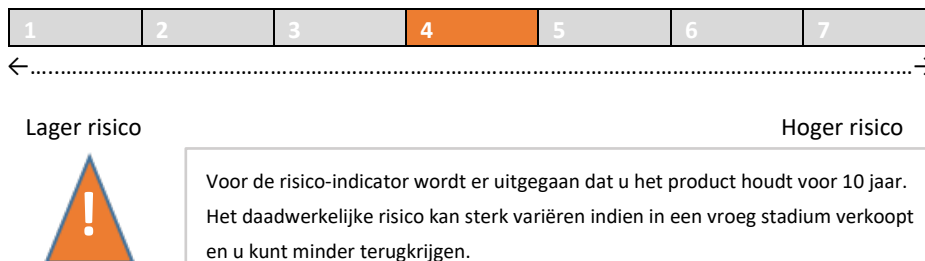 1 2 3 4 5 6 7
←……………………………………………………………………………………………………………→
Lager risico Hoger risico
!
Voor de risico-indicator wordt er uitgegaan dat u het product houdt voor 10 jaar.
Het daadwerkelijke risico kan sterk variëren indien in een vroeg stadium verkoopt
en u kunt minder terugkrijgen.